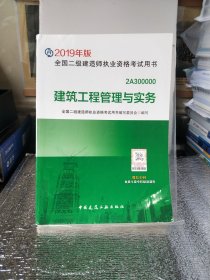 2019年版
全国二级建造师执业资格考试用书
2A300000
建筑工程管理与实务
全国二级建造师执业资格考试用书编写委员会 编写
中国建筑工业出版社